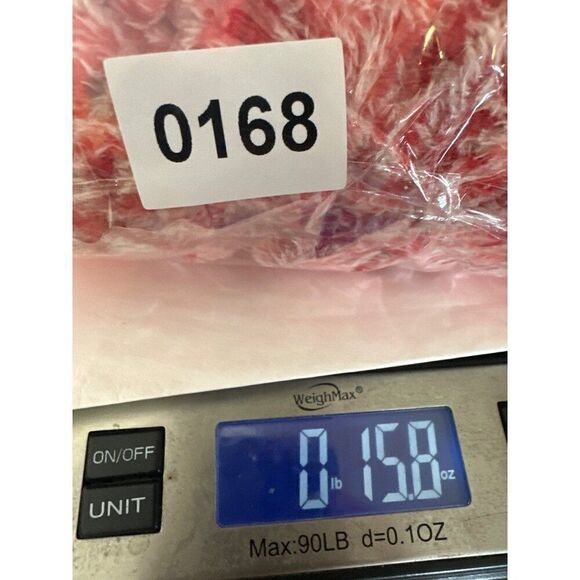 0168
WeighMax®
ON/OFF
UNIT
0 lb 15.8 oz
Max:90LB d=0.1OZ